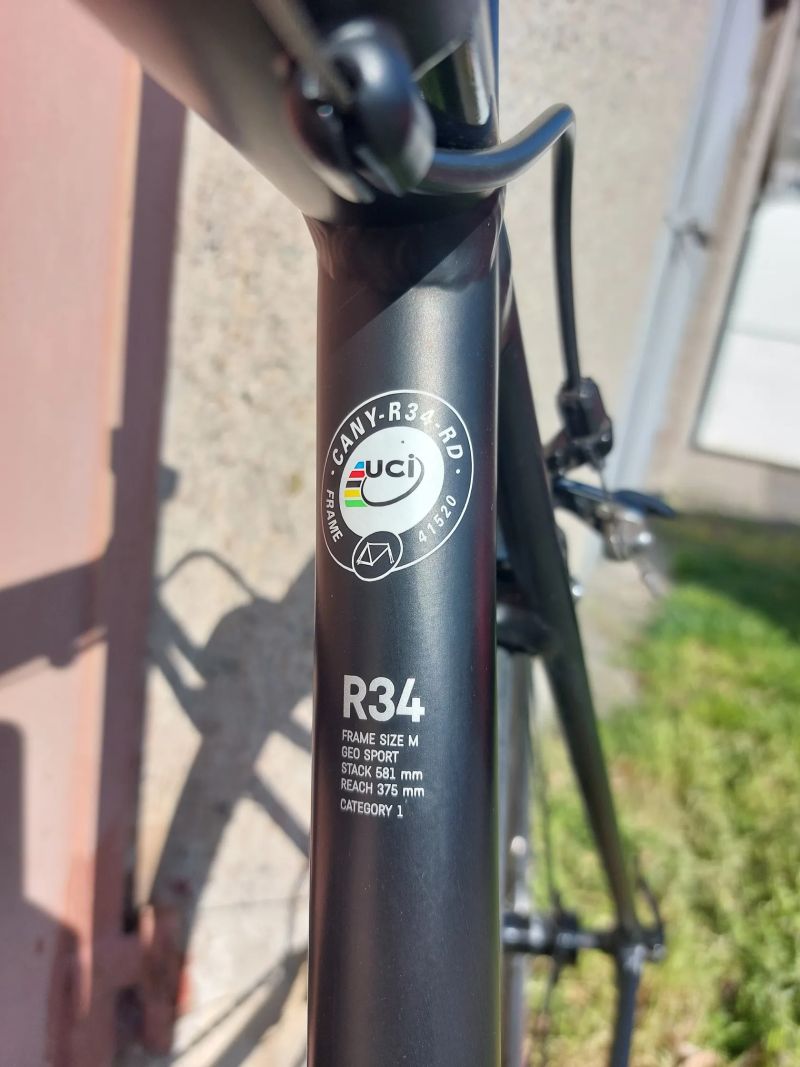 CANY-R34-RD
uci
FRAME
41520
R34
FRAME SIZE M
GEO SPORT
STACK 581 mm
REACH 375 mm
CATEGORY 1